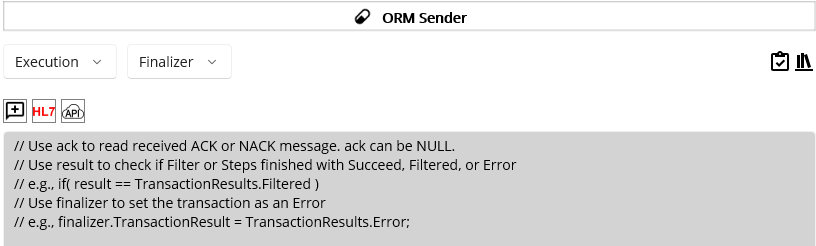 ORM Sender
Execution
Finalizer
HL7
API
// Use ack to read received ACK or NACK message. ack can be NULL.
// Use result to check if Filter or Steps finished with Succeed, Filtered, or Error
// e.g., if( result == TransactionResults.Filtered )
// Use finalizer to set the transaction as an Error
// e.g., finalizer.TransactionResult = TransactionResults.Error;